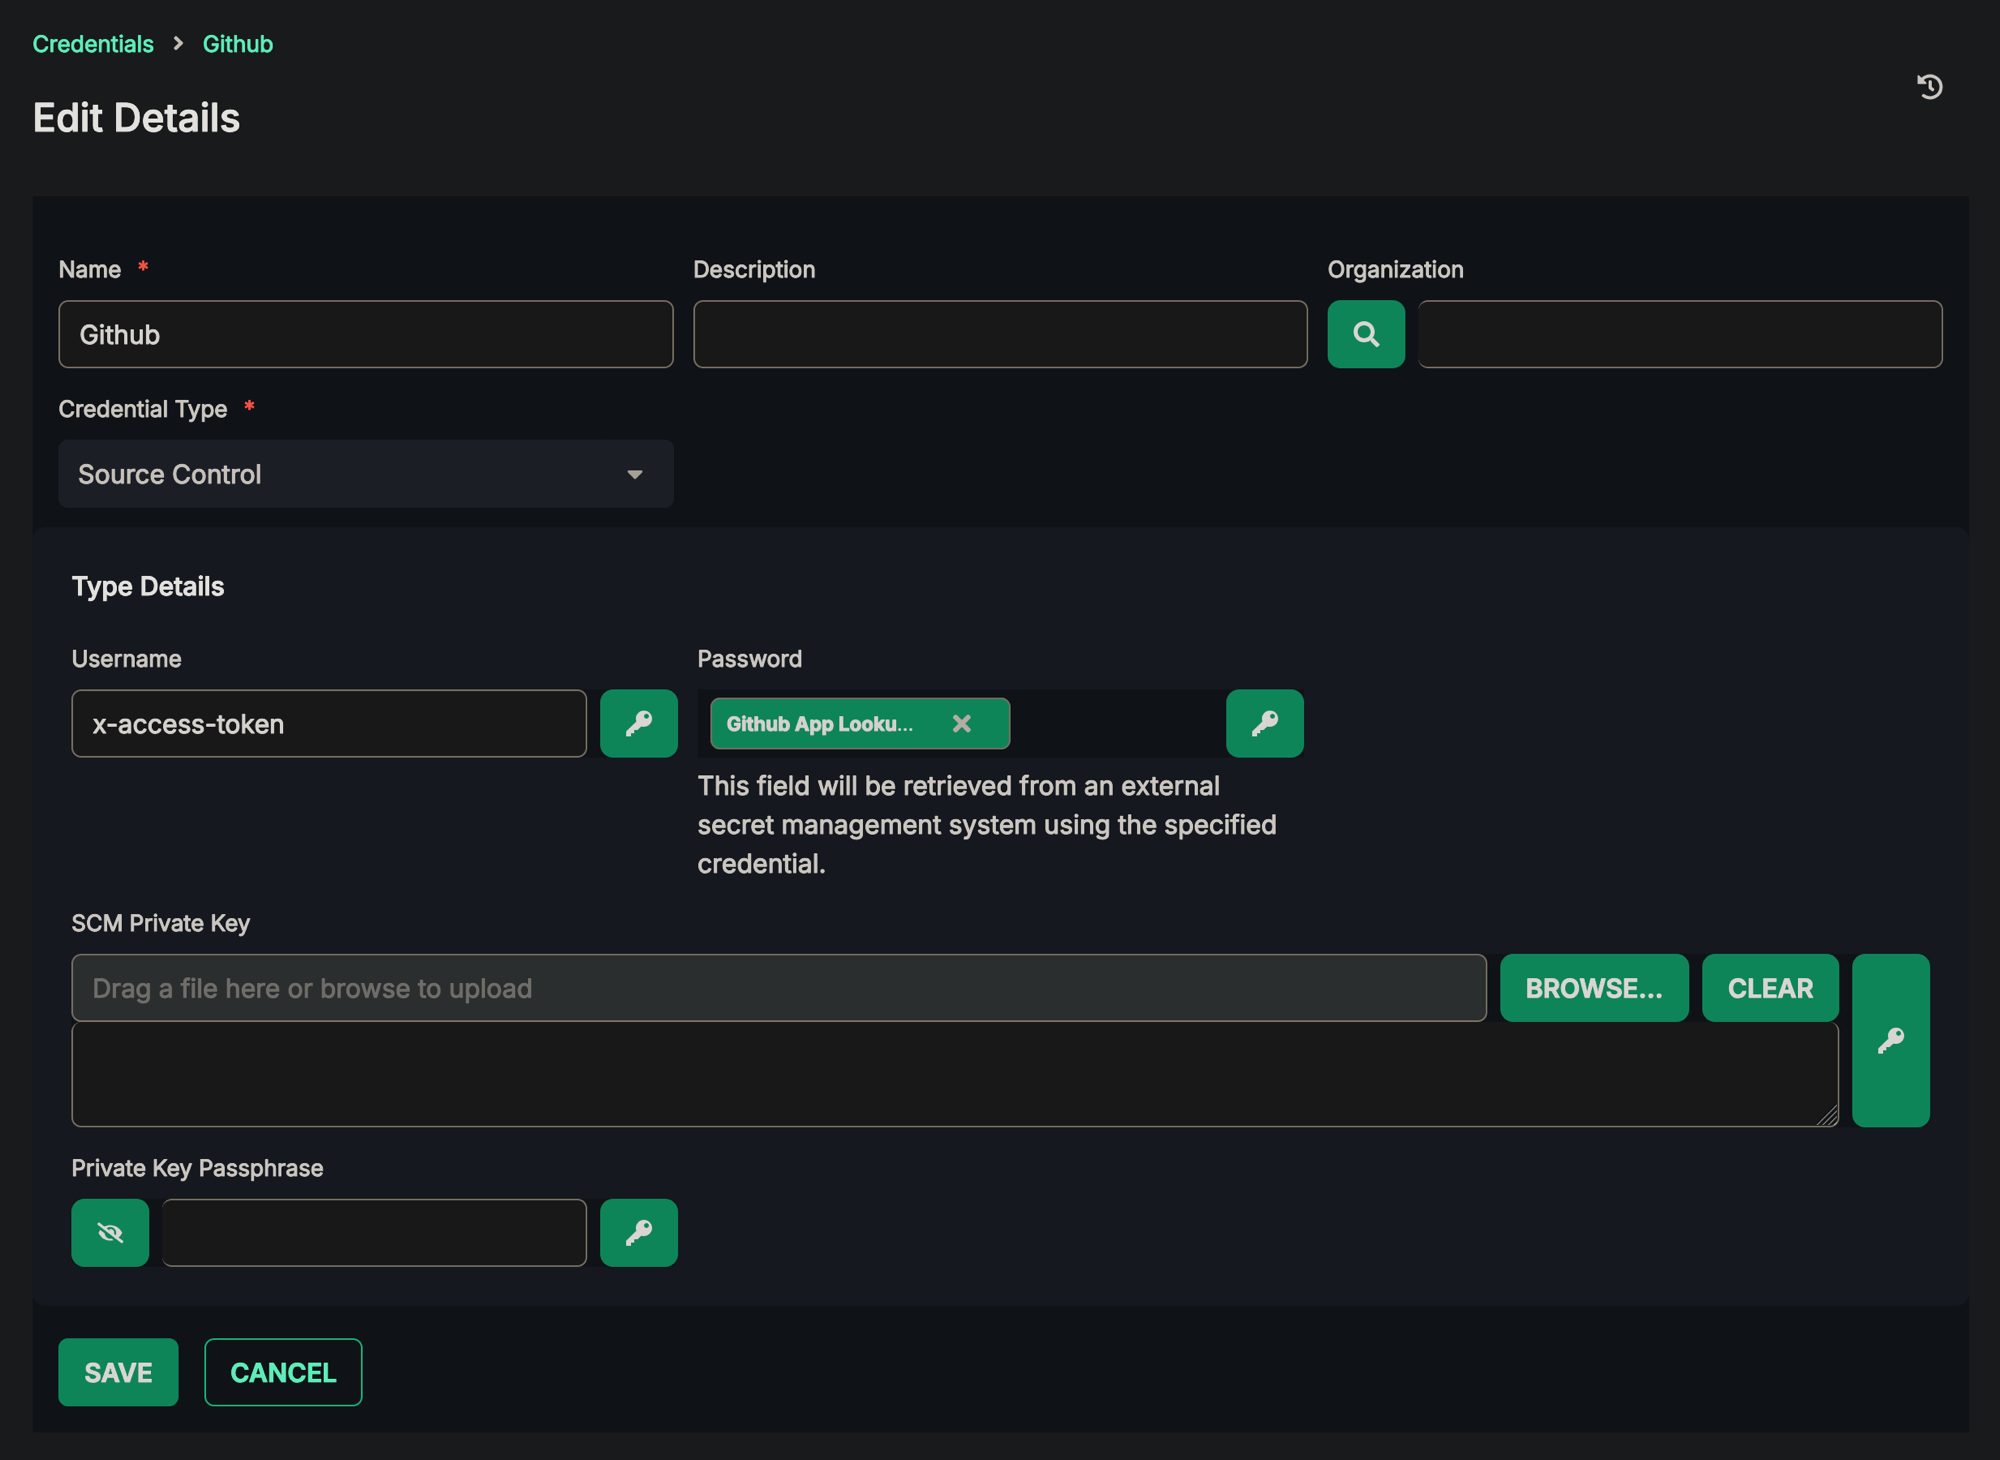 Credentials > Github
Edit Details
Name *
Description
Organization
Github
Credential Type *
Source Control
Type Details
Username
Password
x-access-token
Github App Looku...
This field will be retrieved from an external
secret management system using the specified
credential.
SCM Private Key
Drag a file here or browse to upload
BROWSE...
CLEAR
Private Key Passphrase
SAVE
CANCEL